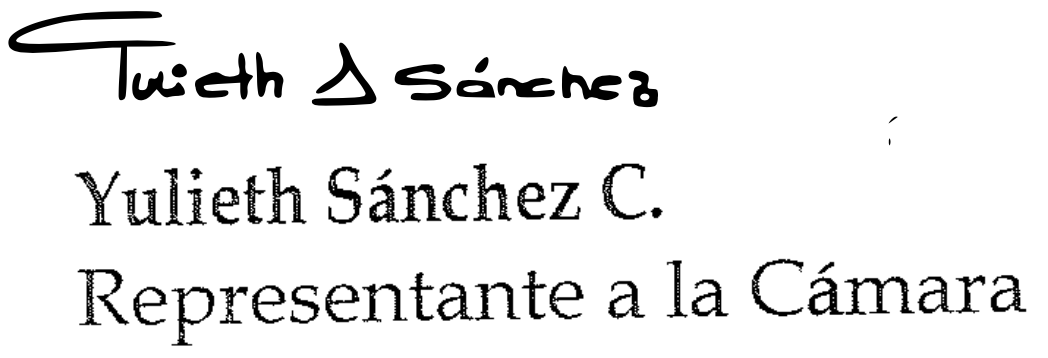 Yulieth A Sánchez
Yulieth Sánchez C.
Representante a la Cámara